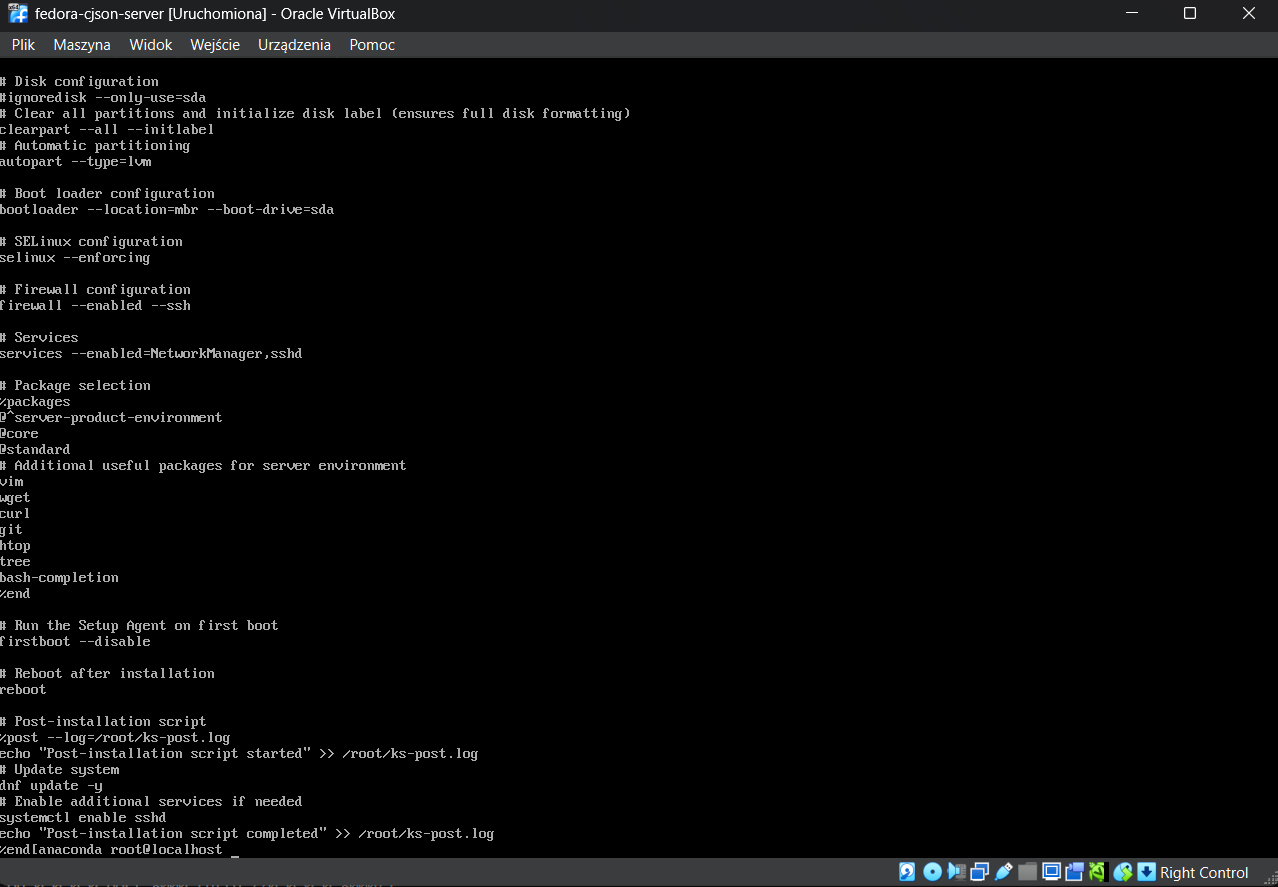 fedora-cjson-server [Uruchomiona] - Oracle VirtualBox
Plik Maszyna Widok Wejście Urządzenia Pomoc
# Disk configuration
#ignoredisk --only-use=sda
# Clear all partitions and initialize disk label (ensures full disk formatting)
clearpart --all --initlabel
# Automatic partitioning
autopart --type=lvm
# Boot loader configuration
bootloader --location=mbr --boot-drive=sda
# SELinux configuration
selinux --enforcing
# Firewall configuration
firewall --enabled --ssh
# Services
services --enabled=NetworkManager,sshd
# Package selection
%packages
@^server-product-environment
@core
@standard
# Additional useful packages for server environment
vim
wget
curl
git
htop
tree
bash-completion
%end
# Run the Setup Agent on first boot
firstboot --disable
# Reboot after installation
reboot
# Post-installation script
%post --log=/root/ks-post.log
echo "Post-installation script started" >> /root/ks-post.log
# Update system
dnf update -y
# Enable additional services if needed
systemctl enable sshd
echo "Post-installation script completed" >> /root/ks-post.log
%end[anaconda root@localhost _
Right Control